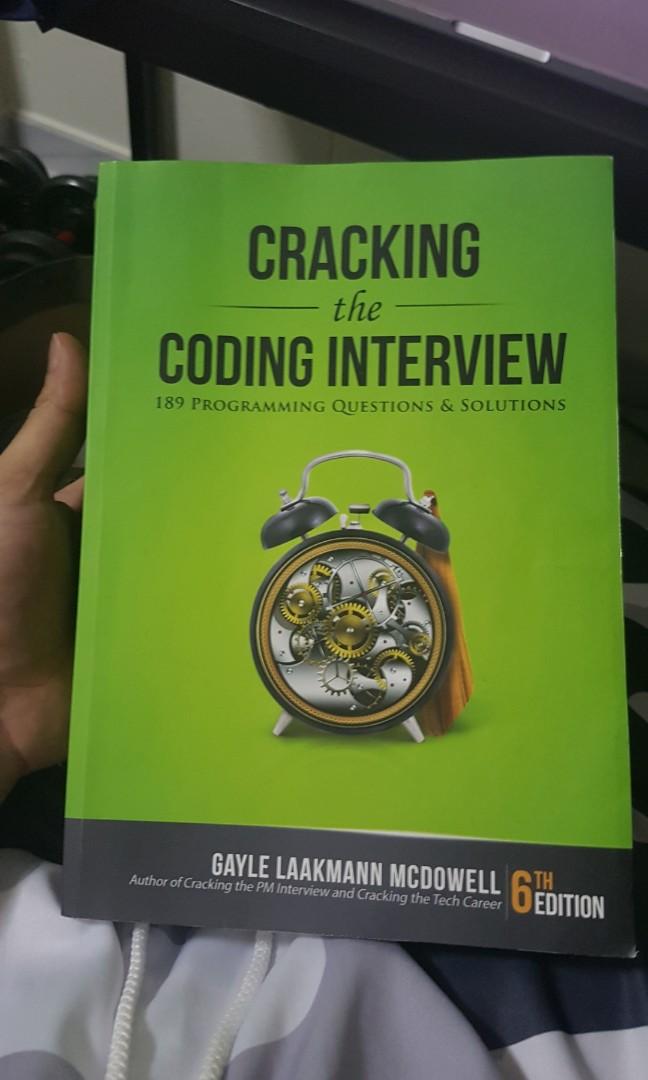 CRACKING
the
CODING INTERVIEW
189 PROGRAMMING QUESTIONS & SOLUTIONS
GAYLE LAAKMANN MCDOWELL
Author of Cracking the PM Interview and Cracking the Tech Career
6TH
EDITION